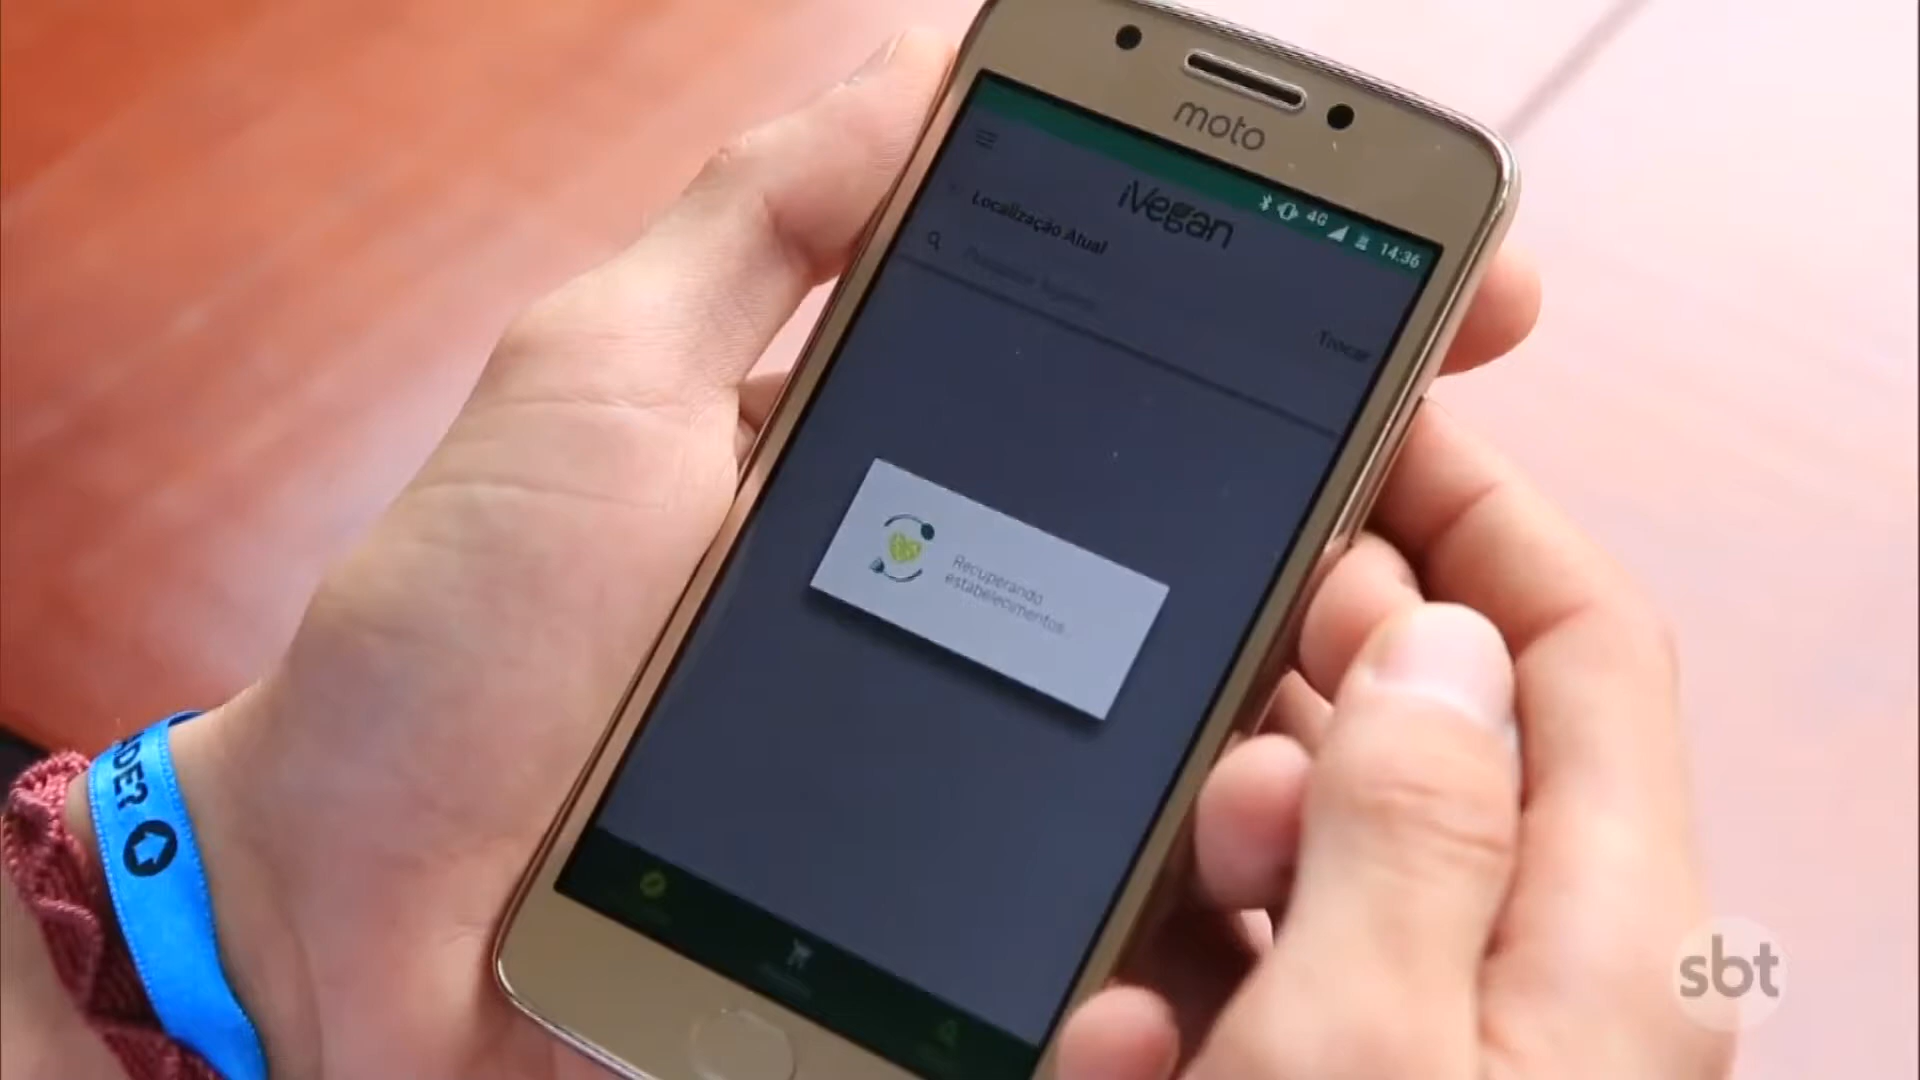 moto
4G 14:36
iVegan
Localização Atual
Trocar
Recuperando
estabelecimentos...
DE?
sbt